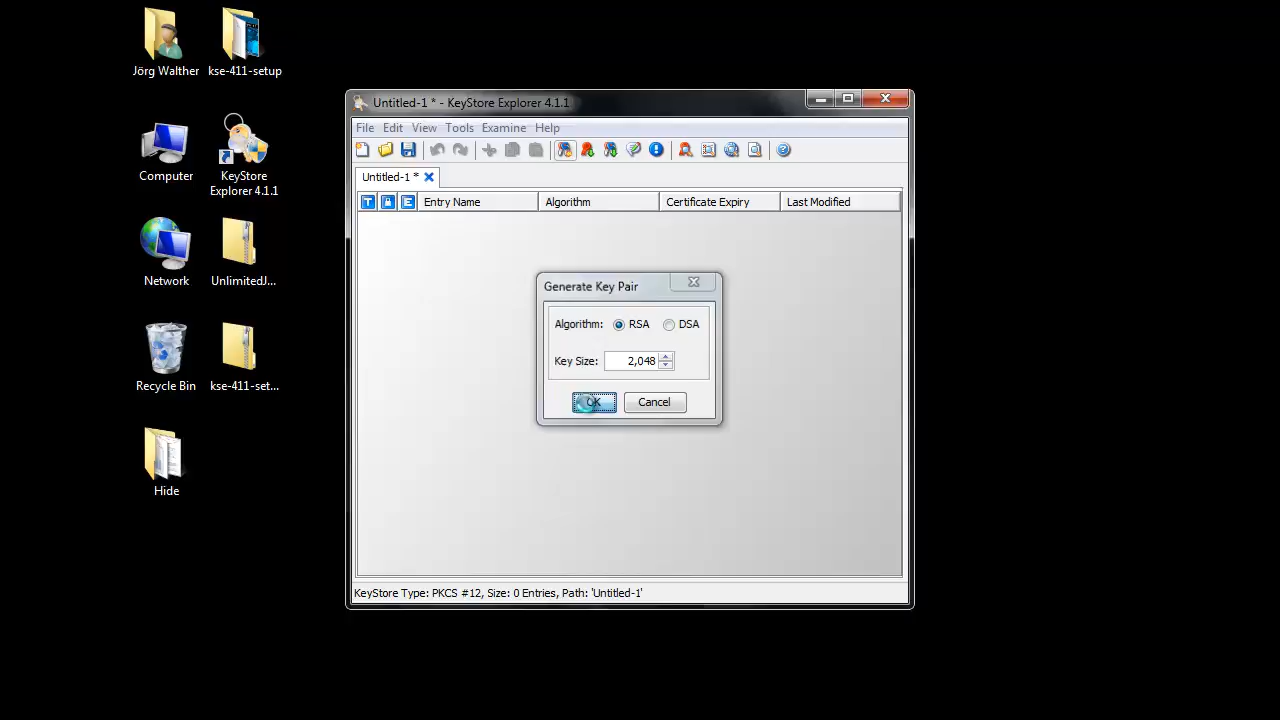 Jörg Walther
kse-411-setup
Computer
KeyStore
Explorer 4.1.1
Network
UnlimitedJ...
Recycle Bin
kse-411-set...
Hide
Untitled-1 * - KeyStore Explorer 4.1.1
File Edit View Tools Examine Help
Untitled-1 *
T E Entry Name Algorithm Certificate Expiry Last Modified
Generate Key Pair
Algorithm: RSA DSA
Key Size: 2,048
OK Cancel
KeyStore Type: PKCS #12, Size: 0 Entries, Path: 'Untitled-1'